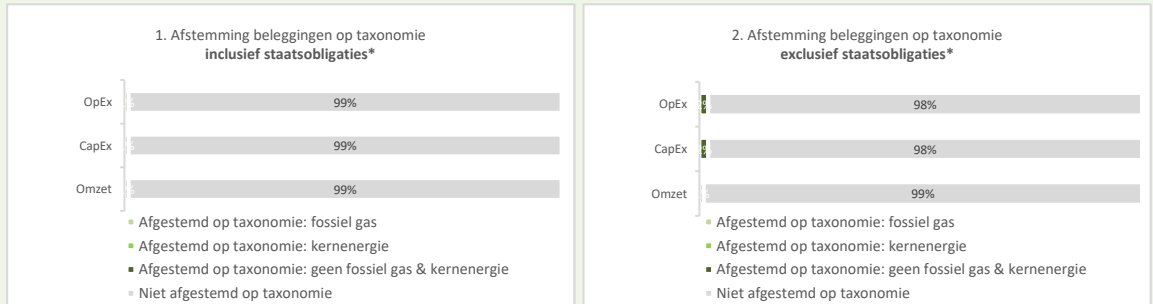 1. Afstemming beleggingen op taxonomie
inclusief staatsobligaties*
OpEx
99%
CapEx
99%
Omzet
99%
Afgestemd op taxonomie: fossiel gas
Afgestemd op taxonomie: kernenergie
Afgestemd op taxonomie: geen fossiel gas & kernenergie
Niet afgestemd op taxonomie
2. Afstemming beleggingen op taxonomie
exclusief staatsobligaties*
OpEx
98%
CapEx
98%
Omzet
99%
Afgestemd op taxonomie: fossiel gas
Afgestemd op taxonomie: kernenergie
Afgestemd op taxonomie: geen fossiel gas & kernenergie
Niet afgestemd op taxonomie